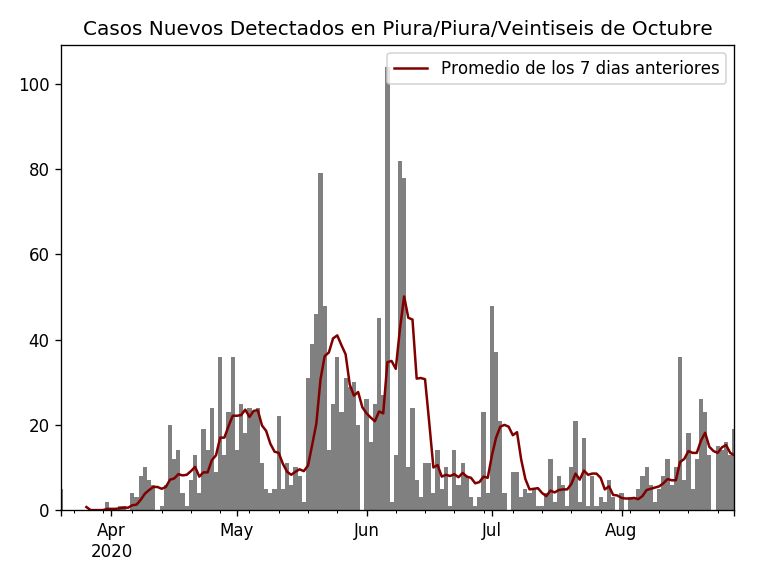 Casos Nuevos Detectados en Piura/Piura/Veintiseis de Octubre
Promedio de los 7 dias anteriores
100
80
60
40
20
0
Apr May Jun Jul Aug
2020